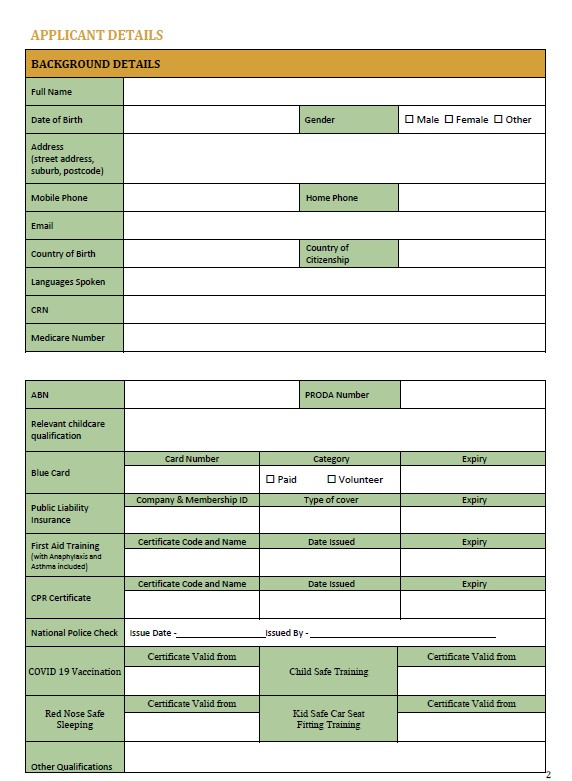 APPLICANT DETAILS
BACKGROUND DETAILS
Full Name
Date of Birth Gender ☐ Male ☐ Female ☐ Other
Address
(street address,
suburb, postcode)
Mobile Phone Home Phone
Email
Country of Birth Country of
Citizenship
Languages Spoken
CRN
Medicare Number
ABN PRODA Number
Relevant childcare
qualification
Card Number Category Expiry
Blue Card ☐ Paid ☐ Volunteer
Company & Membership ID Type of cover Expiry
Public Liability
Insurance
Certificate Code and Name Date Issued Expiry
First Aid Training
(with Anaphylaxis and
Asthma included)
Certificate Code and Name Date Issued Expiry
CPR Certificate
National Police Check Issue Date -_______________Issued By -_________________________________
Certificate Valid from Certificate Valid from
COVID 19 Vaccination Child Safe Training
Certificate Valid from Certificate Valid from
Red Nose Safe
Sleeping
Kid Safe Car Seat
Fitting Training
Other Qualifications
2